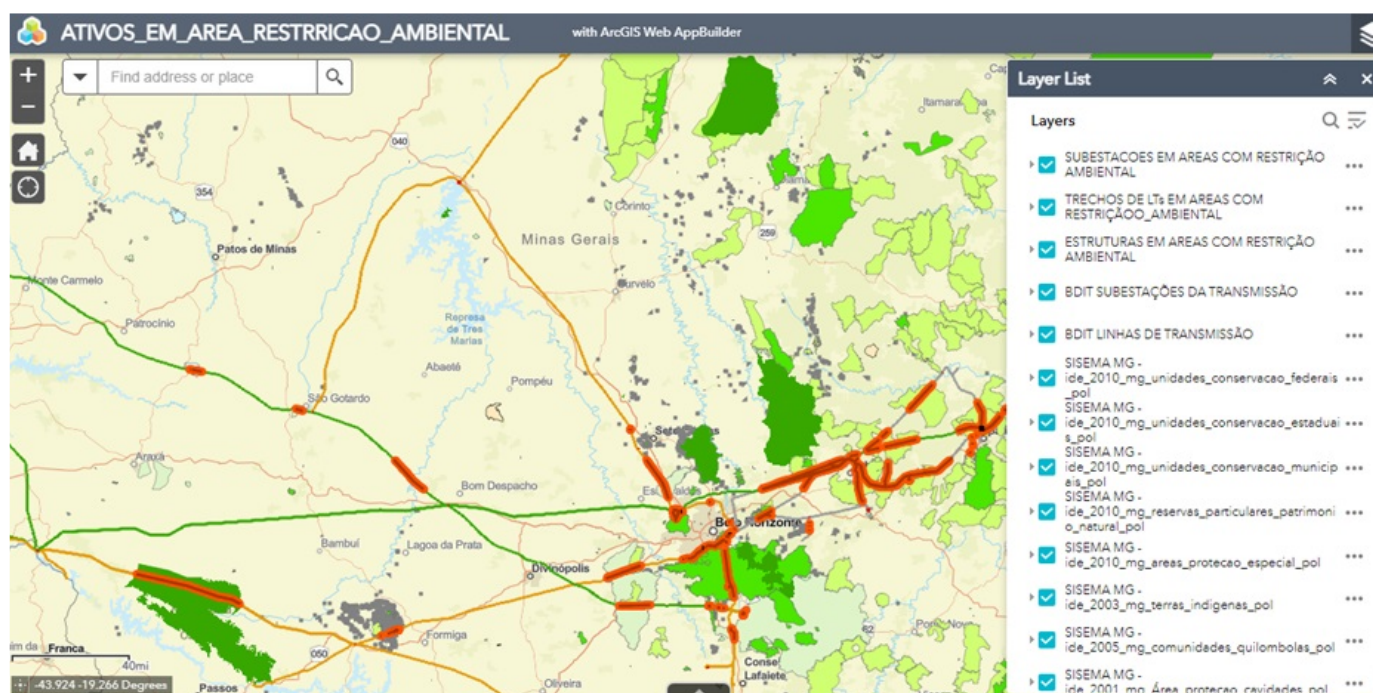 ATIVOS_EM_AREA_RESTRRICAO_AMBIENTAL
with ArcGIS Web AppBuilder
+
Find address or place
−
Layer List
Layers
SUBESTACOES EM AREAS COM RESTRIÇÃO
AMBIENTAL
TRECHOS DE LTs EM AREAS COM
RESTRIÇÃOO_AMBIENTAL
ESTRUTURAS EM AREAS COM RESTRIÇÃO
AMBIENTAL
BDIT SUBESTAÇÕES DA TRANSMISSÃO
BDIT LINHAS DE TRANSMISSÃO
SISEMA MG -
ide_2010_mg_unidades_conservacao_federais
_pol
SISEMA MG -
ide_2010_mg_unidades_conservacao_estaduai
s_pol
SISEMA MG -
ide_2010_mg_unidades_conservacao_municip
ais_pol
SISEMA MG -
ide_2010_mg_reservas_particulares_patrimoni
o_natural_pol
SISEMA MG -
ide_2010_mg_areas_protecao_especial_pol
SISEMA MG -
ide_2003_mg_terras_indigenas_pol
SISEMA MG -
ide_2005_mg_comunidades_quilombolas_pol
SISEMA MG -
ide_2001_mg_Área_protecao_cavidades_pol
040
354
Corinto
259
Minas Gerais
Patos de Minas
Monte Carmelo
Curvelo
Patrocínio
Represa
de Tres
Marias
Abaeté
Pompéu
São Gotardo
Araxá
Bom Despacho
Belo Horizonte
Bambuí
Lagoa da Prata
Divinópolis
Formiga
Franca
050
40mi
-43.924 -19.266 Degrees
Passos
Oliveira
Conse
Lafaiete